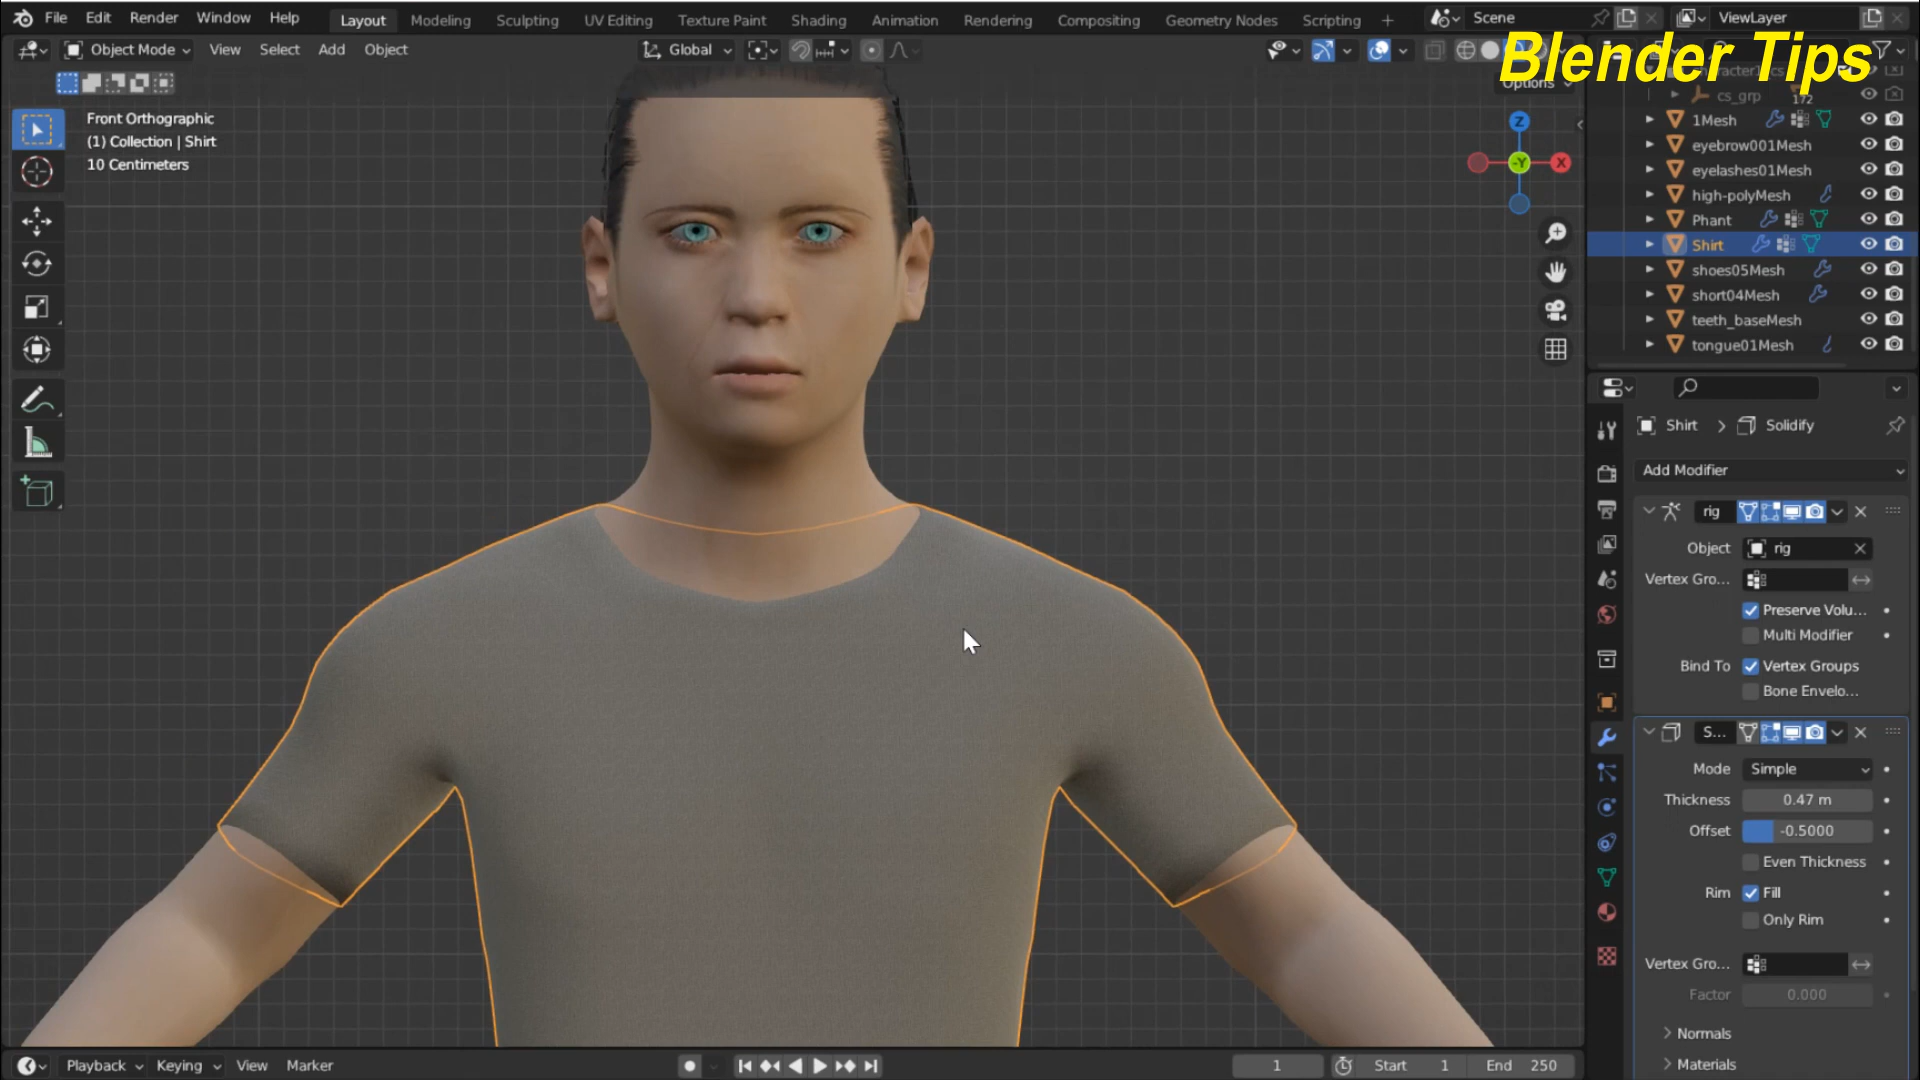 File Edit Render Window Help Layout Modeling Sculpting UV Editing Texture Paint Shading Animation Rendering Compositing Geometry Nodes Scripting + Scene ViewLayer
Object Mode View Select Add Object Global
Blender Tips
Options
Front Orthographic
(1) Collection | Shirt
10 Centimeters
Z
-Y
X
cs_grp 172
1Mesh
eyebrow001Mesh
eyelashes01Mesh
high-polyMesh
Phant
Shirt
shoes05Mesh
short04Mesh
teeth_baseMesh
tongue01Mesh
Shirt > Solidify
Add Modifier
rig
Object rig
Vertex Gro...
Preserve Volu...
Multi Modifier
Bind To Vertex Groups
Bone Envelo...
S...
Mode Simple
Thickness 0.47 m
Offset -0.5000
Even Thickness
Rim Fill
Only Rim
Vertex Gro...
Factor 0.000
Normals
Materials
Playback Keying View Marker 1 Start 1 End 250